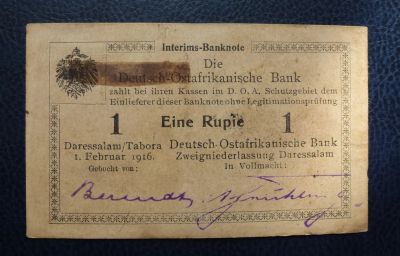 Interims-Banknote
Die
Deutsch-Ostafrikanische Bank
zahlt bei ihren Kassen im D. O. A. Schutzgebiet dem
Einlieferer dieser Banknote ohne Legitimationsprüfung
1 Eine Rupie 1
Daressalam/Tabora
1. Februar 1916.
Gebucht von:
Deutsch-Ostafrikanische Bank
Zweigniederlassung Daressalam
In Vollmacht: